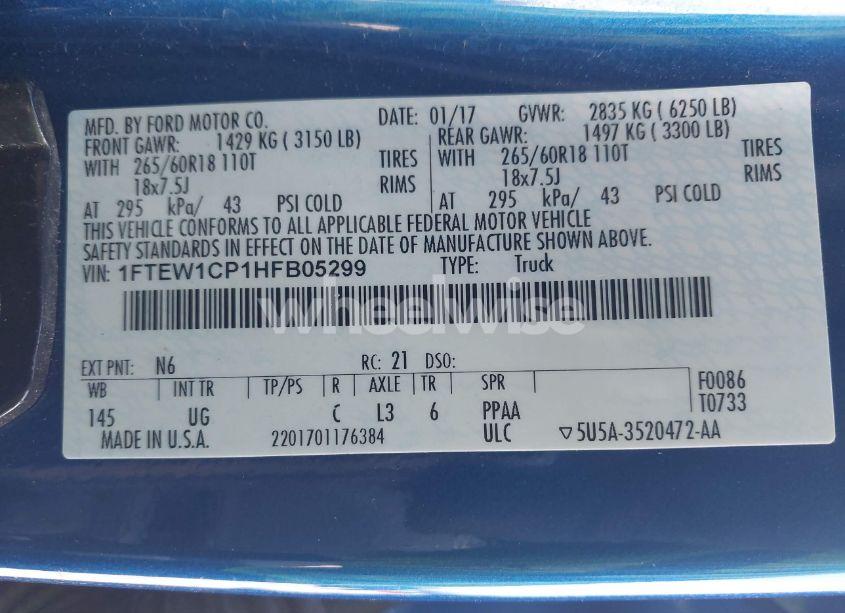 MFD. BY FORD MOTOR CO. DATE: 01/17 GVWR: 2835 KG ( 6250 LB)
FRONT GAWR: 1429 KG ( 3150 LB) REAR GAWR: 1497 KG ( 3300 LB)
WITH 265/60R18 110T TIRES WITH 265/60R18 110T TIRES
18x7.5J RIMS 18x7.5J RIMS
AT 295 kPa/ 43 PSI COLD AT 295 kPa/ 43 PSI COLD
THIS VEHICLE CONFORMS TO ALL APPLICABLE FEDERAL MOTOR VEHICLE
SAFETY STANDARDS IN EFFECT ON THE DATE OF MANUFACTURE SHOWN ABOVE.
VIN: 1FTEW1CP1HFB05299 TYPE: Truck
wheelwise
EXT PNT: N6 RC: 21 DSO:
WB INT TR TP/PS R AXLE TR SPR F0086
145 UG C L3 6 PPAA T0733
MADE IN U.S.A. 2201701176384 ULC ▽5U5A-3520472-AA